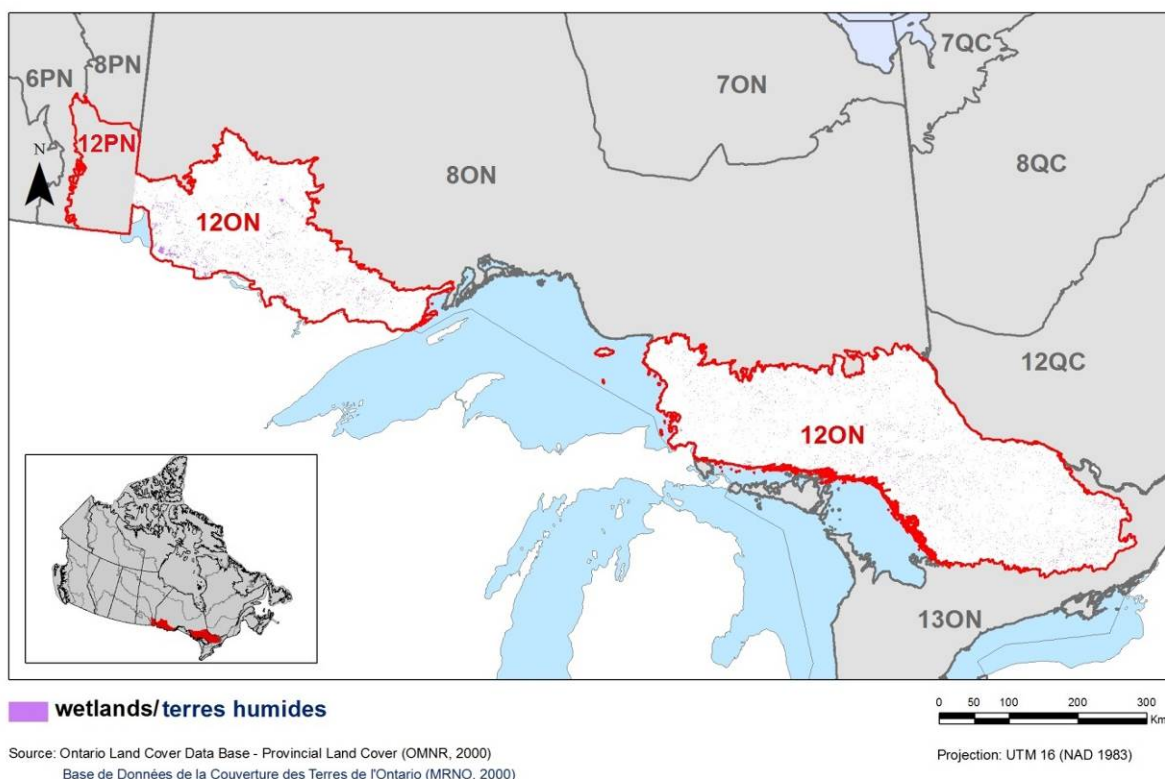 7QC
8PN
6PN
7ON
12PN
N
8QC
8ON
12ON
12QC
12ON
13ON
wetlands/terres humides
0 50 100 200 300
Km
Source: Ontario Land Cover Data Base - Provincial Land Cover (OMNR, 2000)
Projection: UTM 16 (NAD 1983)
Base de Données de la Couverture des Terres de l'Ontario (MRNO, 2000)